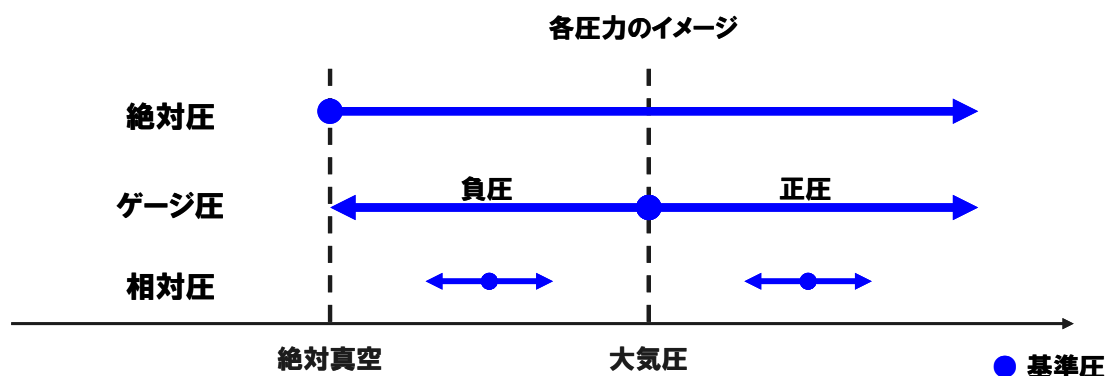 各圧力のイメージ
絶対圧
負圧
正圧
ゲージ圧
相対圧
絶対真空
大気圧
基準圧